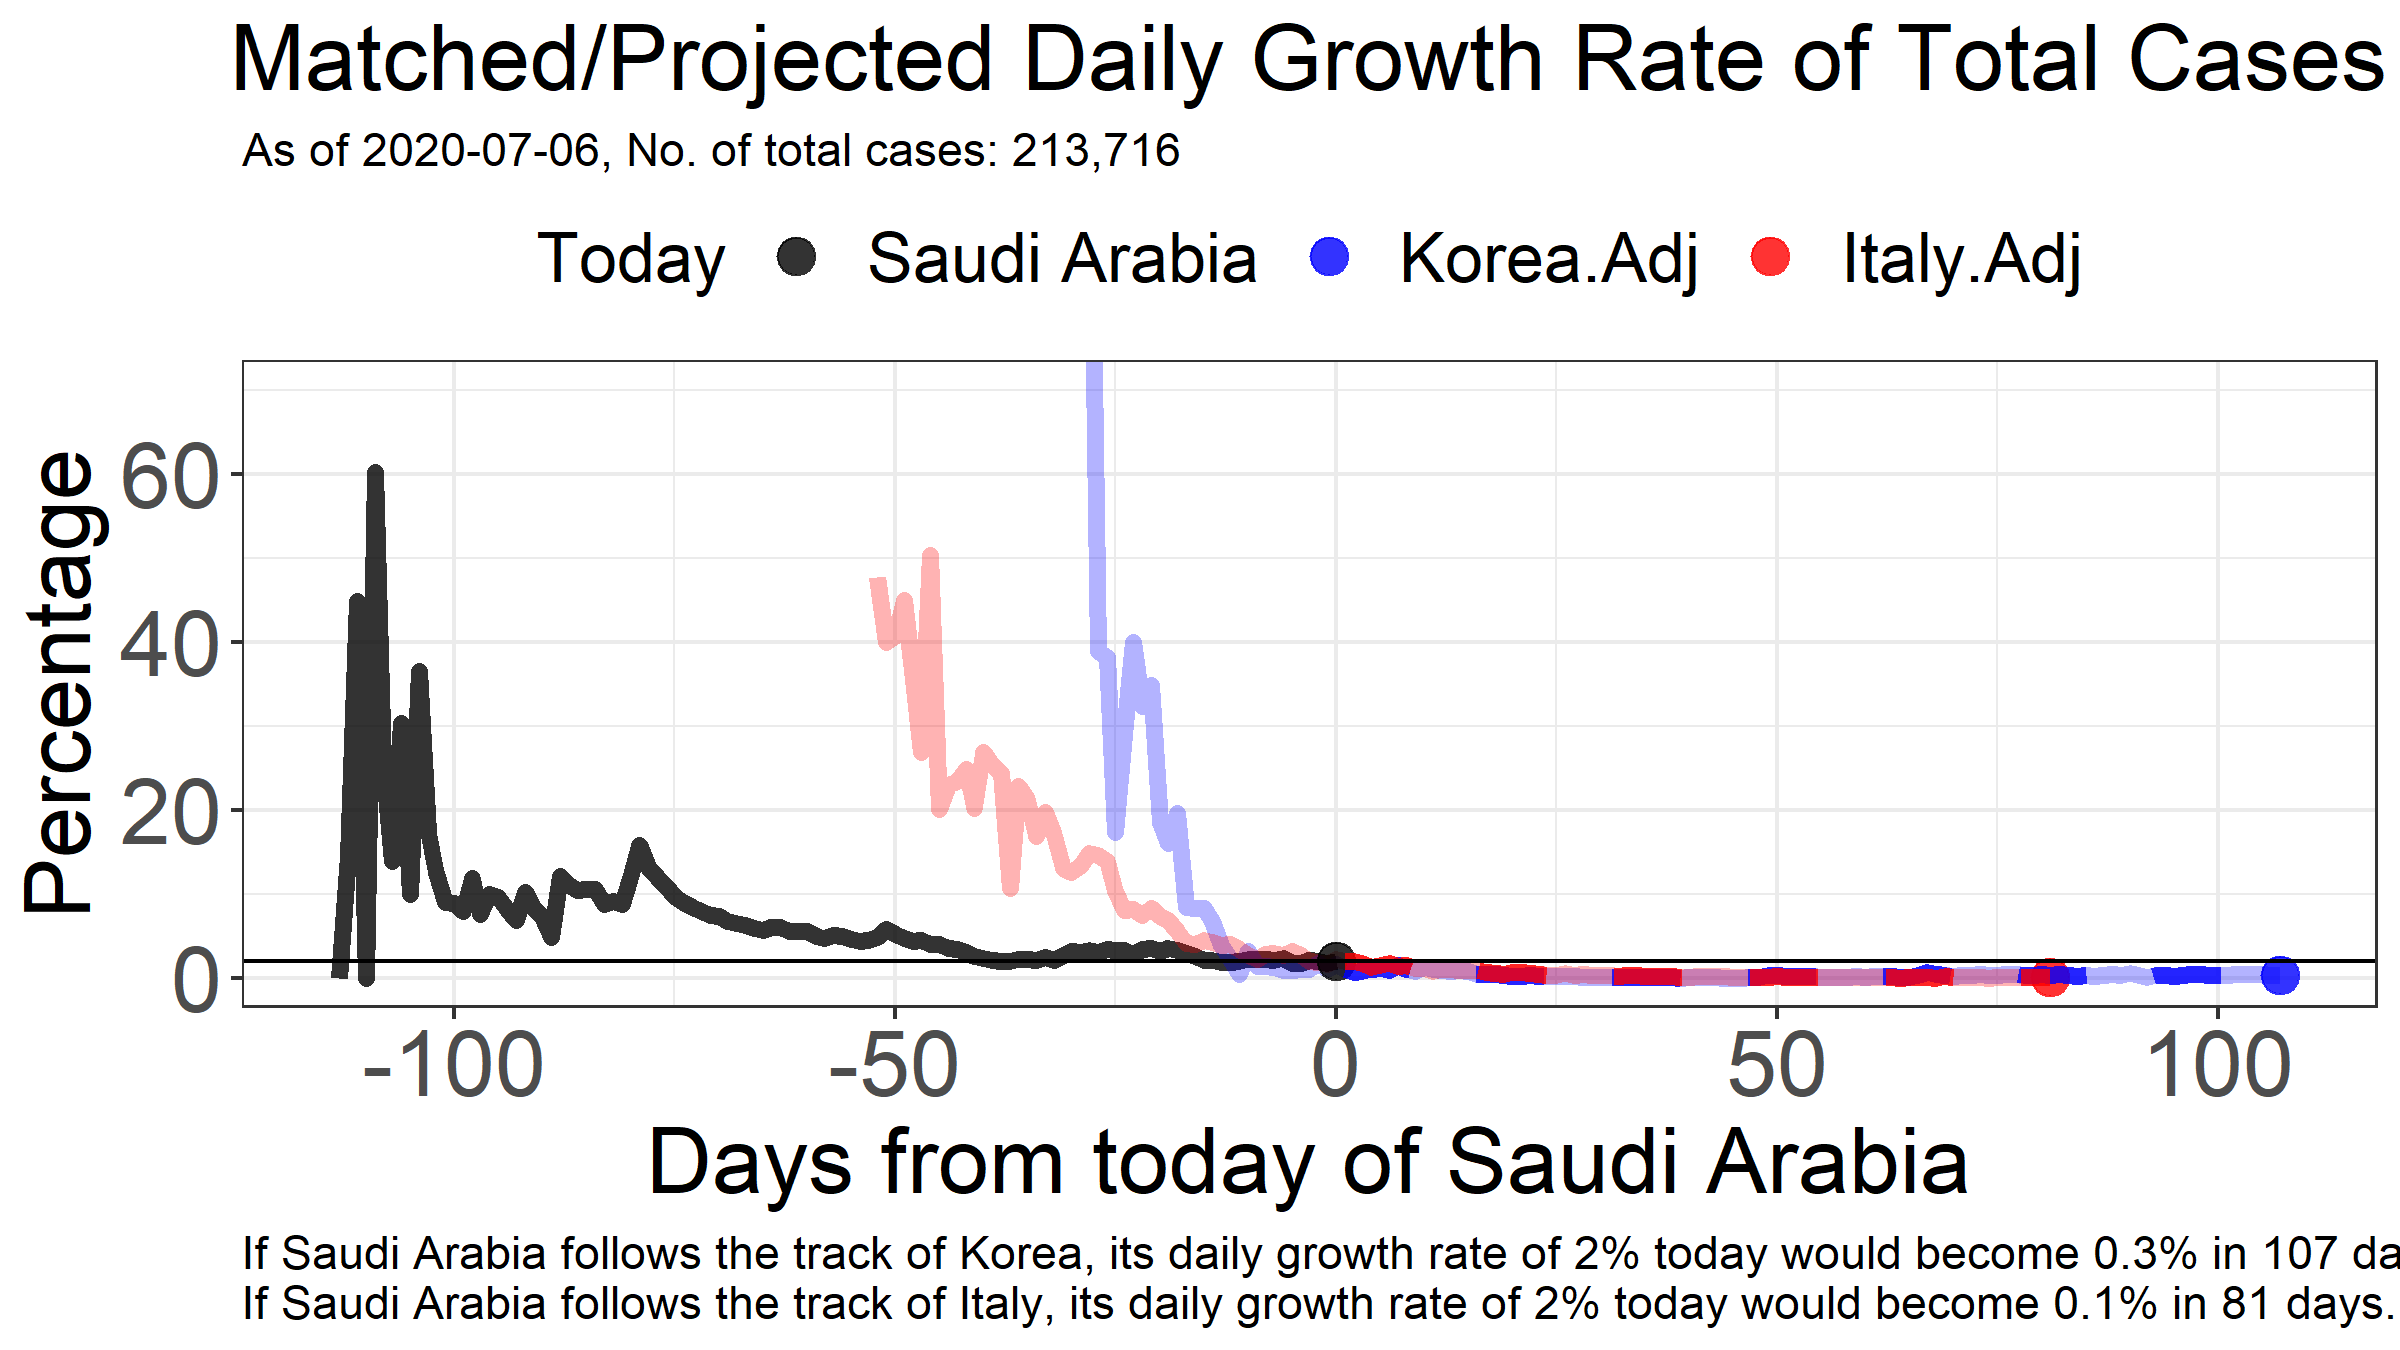 Matched/Projected Daily Growth Rate of Total Cases
As of 2020-07-06, No. of total cases: 213,716
Today Saudi Arabia Korea.Adj Italy.Adj
Percentage
60
40
20
0
-100 -50 0 50 100
Days from today of Saudi Arabia
If Saudi Arabia follows the track of Korea, its daily growth rate of 2% today would become 0.3% in 107 da
If Saudi Arabia follows the track of Italy, its daily growth rate of 2% today would become 0.1% in 81 days.